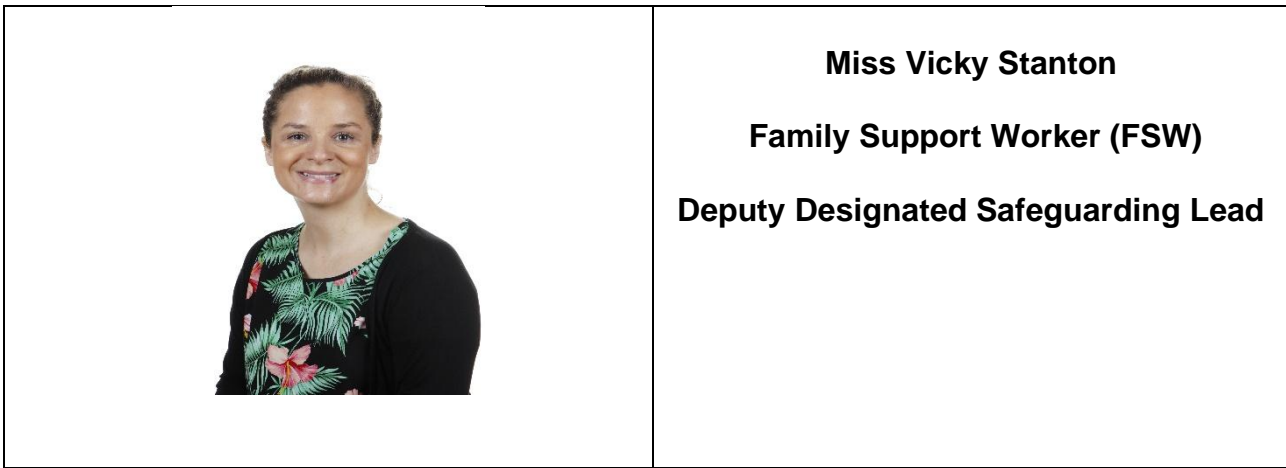 Miss Vicky Stanton
Family Support Worker (FSW)
Deputy Designated Safeguarding Lead